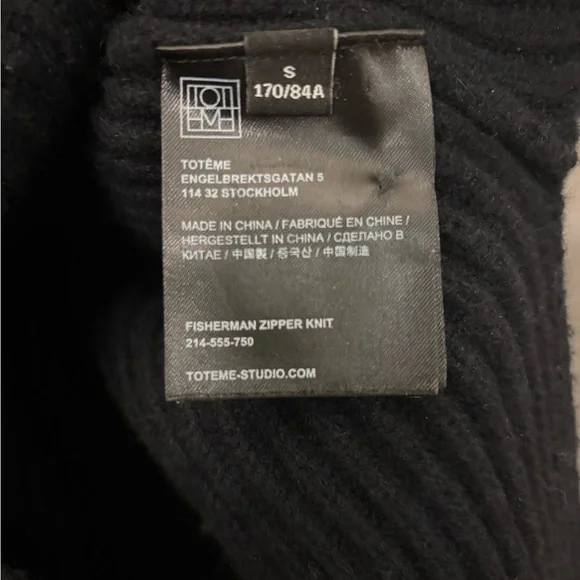 S
170/84A
TOTÊME
ENGELBREKTSGATAN 5
114 32 STOCKHOLM
MADE IN CHINA / FABRIQUÉ EN CHINE /
HERGESTELLT IN CHINA / СДЕЛАНО В
КИТАЕ / 中国製 / 중국산 / 中国制造
FISHERMAN ZIPPER KNIT
214-555-750
TOTEME-STUDIO.COM